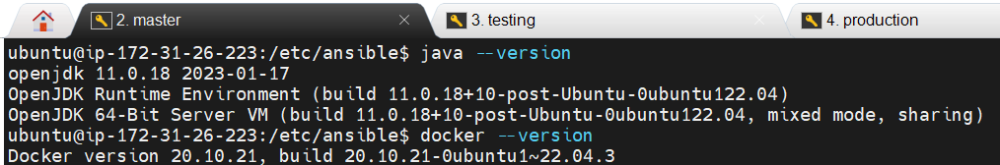 2. master
3. testing
4. production
ubuntu@ip-172-31-26-223:/etc/ansible$ java --version
openjdk 11.0.18 2023-01-17
OpenJDK Runtime Environment (build 11.0.18+10-post-Ubuntu-0ubuntu122.04)
OpenJDK 64-Bit Server VM (build 11.0.18+10-post-Ubuntu-0ubuntu122.04, mixed mode, sharing)
ubuntu@ip-172-31-26-223:/etc/ansible$ docker --version
Docker version 20.10.21, build 20.10.21-0ubuntu1~22.04.3